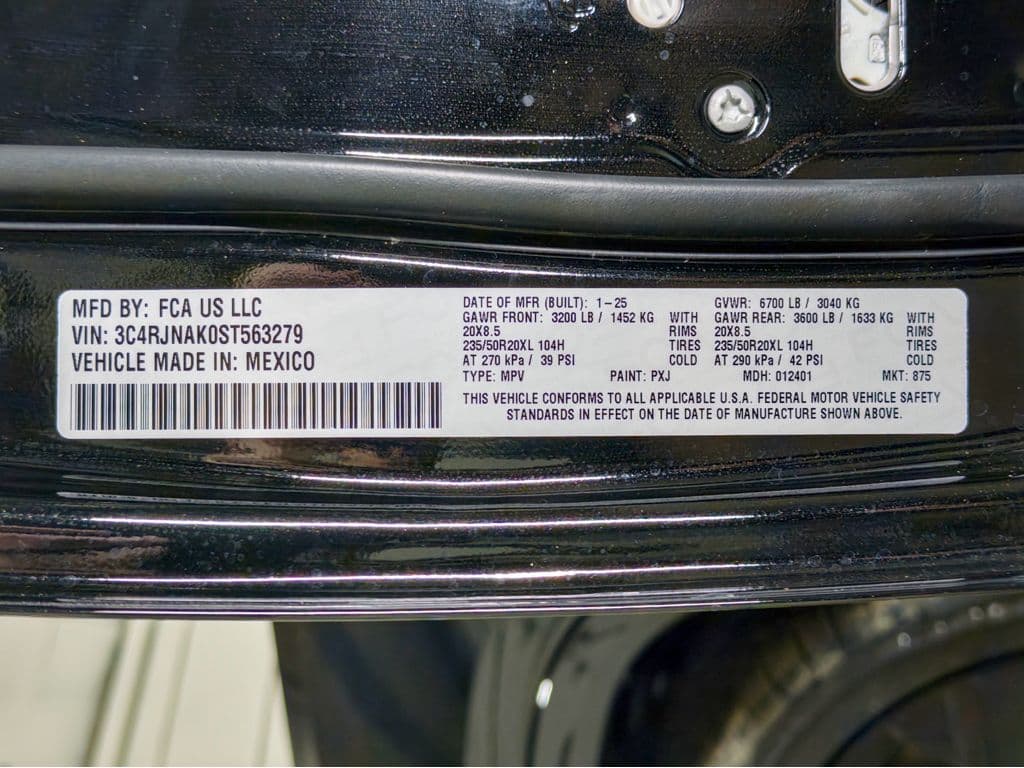 MFD BY: FCA US LLC
VIN: 3C4RJNAK0ST563279
VEHICLE MADE IN: MEXICO
DATE OF MFR (BUILT): 1-25
GAWR FRONT: 3200 LB / 1452 KG WITH
20X8.5 RIMS
235/50R20XL 104H TIRES
AT 270 kPa / 39 PSI COLD
GVWR: 6700 LB / 3040 KG
GAWR REAR: 3600 LB / 1633 KG WITH
20X8.5 RIMS
235/50R20XL 104H TIRES
AT 290 kPa / 42 PSI COLD
TYPE: MPV PAINT: PXJ MDH: 012401 MKT: 875
THIS VEHICLE CONFORMS TO ALL APPLICABLE U.S.A. FEDERAL MOTOR VEHICLE SAFETY
STANDARDS IN EFFECT ON THE DATE OF MANUFACTURE SHOWN ABOVE.